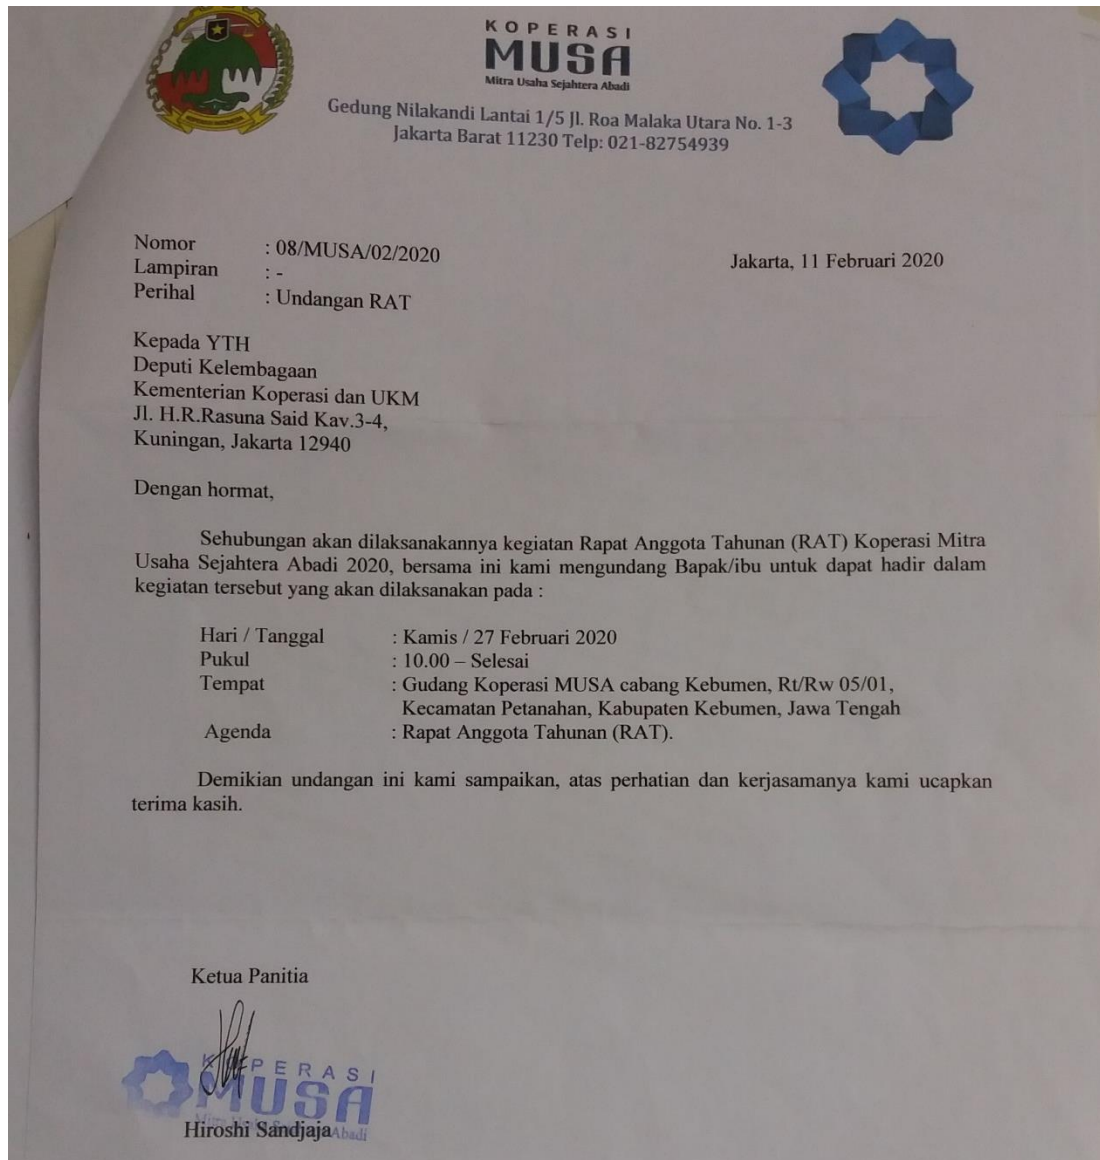 KOPERASI
MUSA
Mitra Usaha Sejahtera Abadi
Gedung Nilakandi Lantai 1/5 Jl. Roa Malaka Utara No. 1-3
Jakarta Barat 11230 Telp: 021-82754939
Nomor : 08/MUSA/02/2020
Jakarta, 11 Februari 2020
Lampiran : -
Perihal : Undangan RAT
Kepada YTH
Deputi Kelembagaan
Kementerian Koperasi dan UKM
Jl. H.R.Rasuna Said Kav.3-4,
Kuningan, Jakarta 12940
Dengan hormat,
Sehubungan akan dilaksanakannya kegiatan Rapat Anggota Tahunan (RAT) Koperasi Mitra
Usaha Sejahtera Abadi 2020, bersama ini kami mengundang Bapak/ibu untuk dapat hadir dalam
kegiatan tersebut yang akan dilaksanakan pada :
Hari / Tanggal : Kamis / 27 Februari 2020
Pukul : 10.00 – Selesai
Tempat : Gudang Koperasi MUSA cabang Kebumen, Rt/Rw 05/01,
Kecamatan Petanahan, Kabupaten Kebumen, Jawa Tengah
Agenda : Rapat Anggota Tahunan (RAT).
Demikian undangan ini kami sampaikan, atas perhatian dan kerjasamanya kami ucapkan
terima kasih.
Ketua Panitia
KOPERASI
MUSA
Mitra Usaha Sejahtera Abadi
Hiroshi Sandjaja